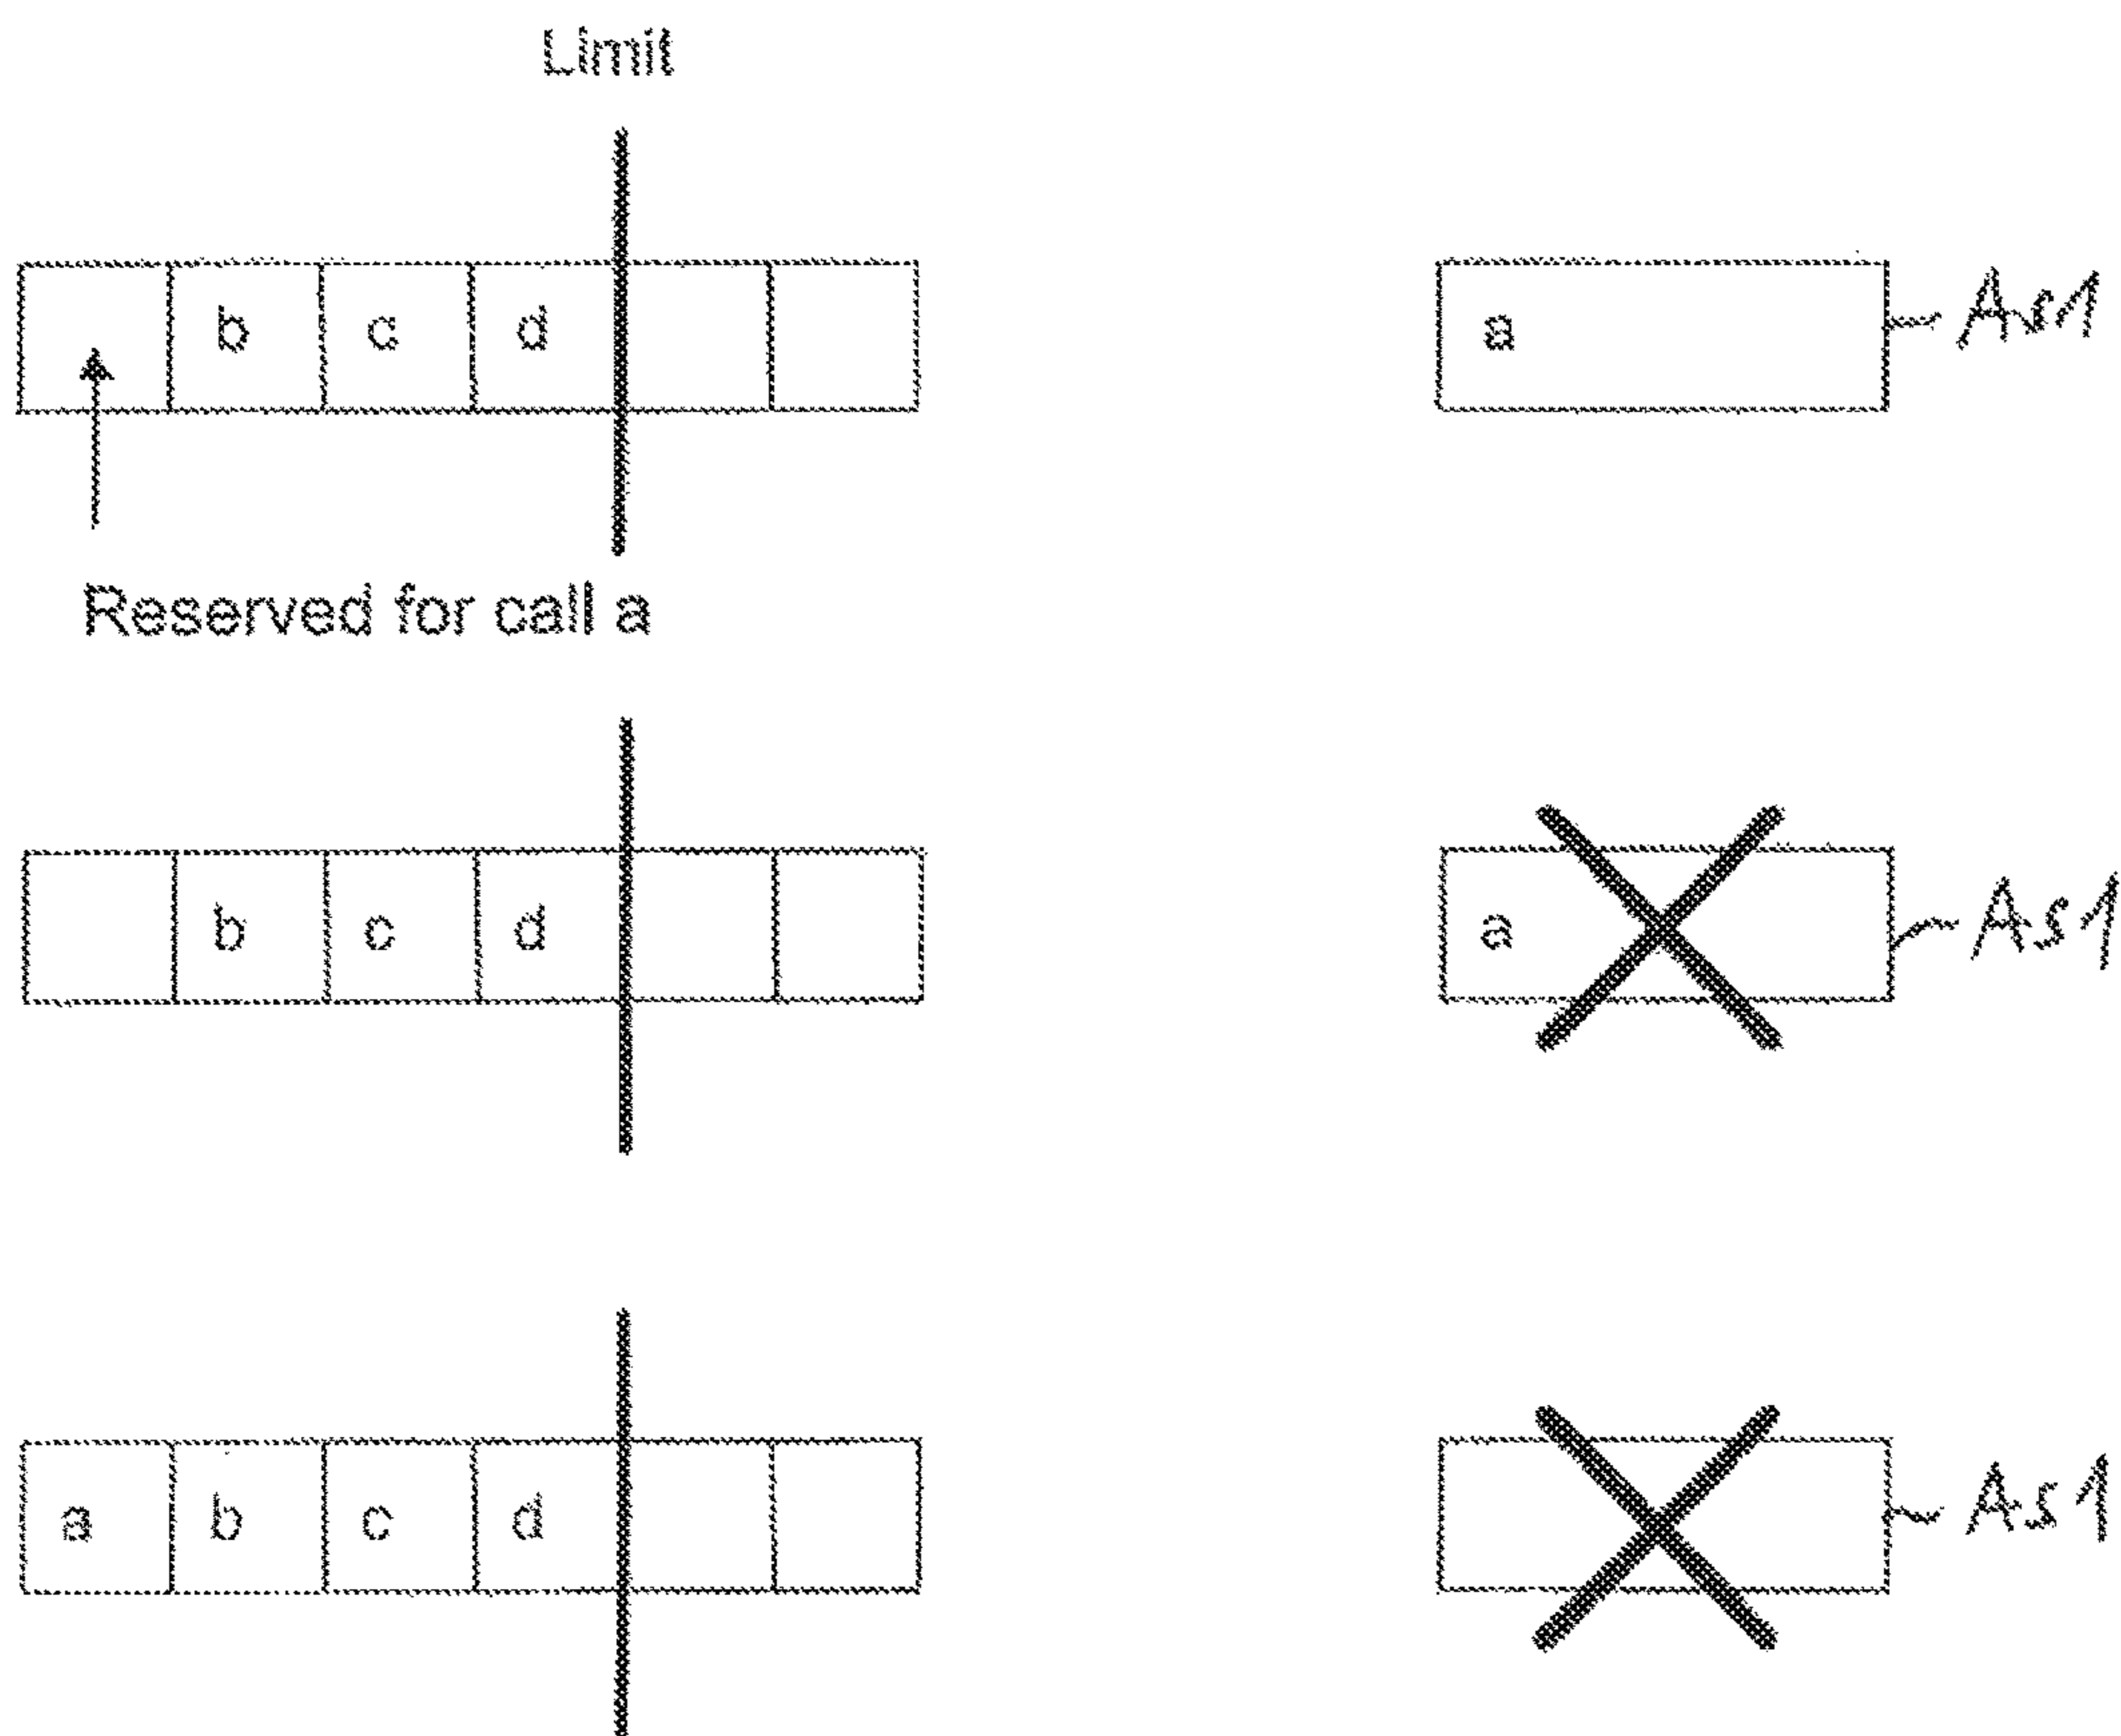 Limit
b c d a As1
Reserved for call a
b c d a As1
a b c d As1